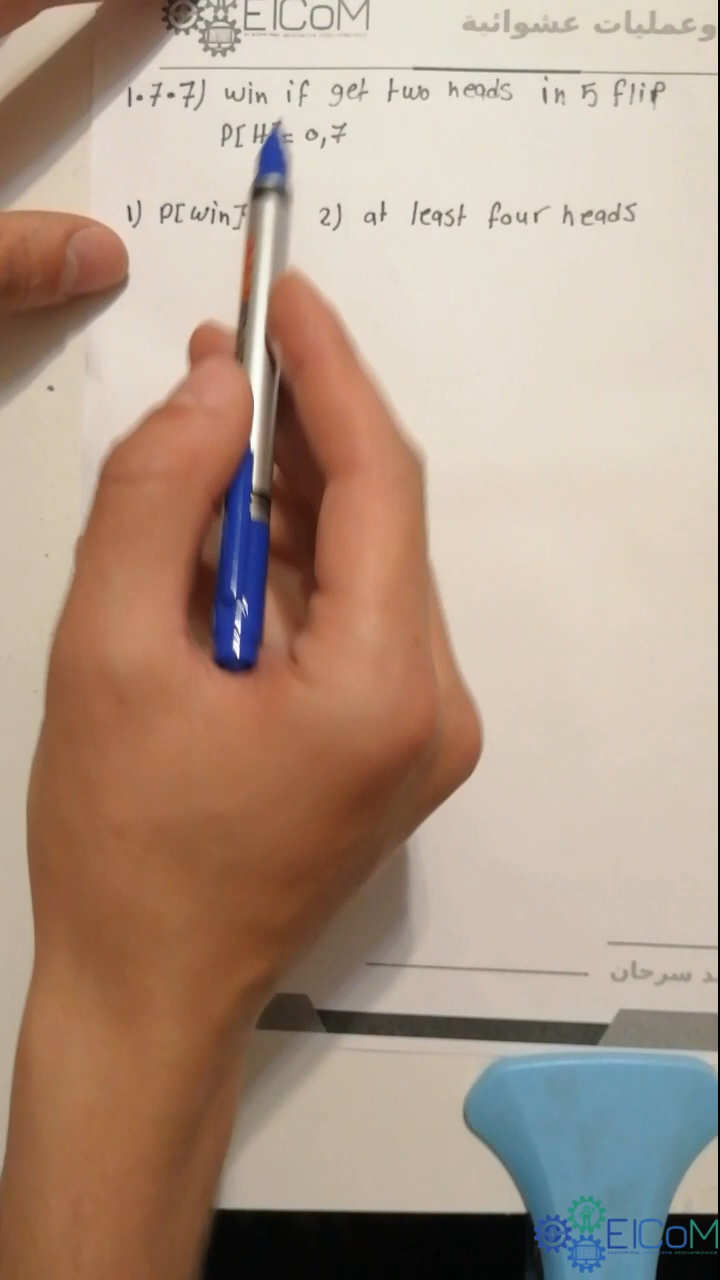 EICoM
وعمليات عشوائية
1.7.7) win if get two heads in 5 flip
P[H]= 0,7
1) P[win] 2) at least four heads
سرحان
EICoM